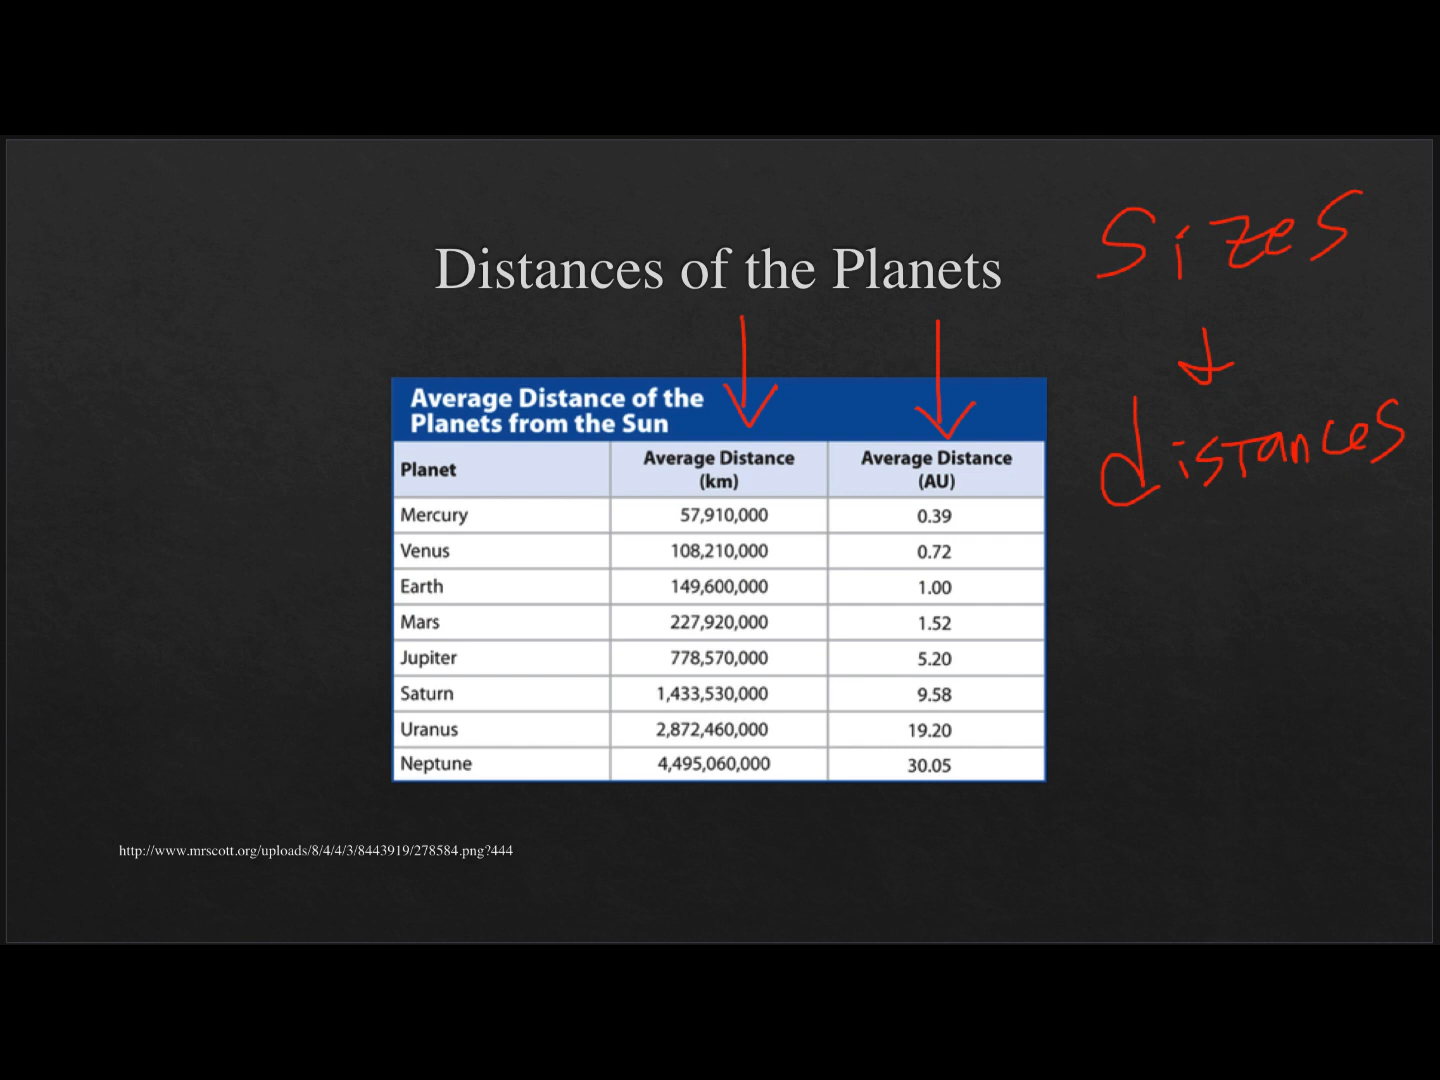 Distances of the Planets
sizes
+
distances
Average Distance of the
Planets from the Sun
Planet Average Distance (km) Average Distance (AU)
Mercury 57,910,000 0.39
Venus 108,210,000 0.72
Earth 149,600,000 1.00
Mars 227,920,000 1.52
Jupiter 778,570,000 5.20
Saturn 1,433,530,000 9.58
Uranus 2,872,460,000 19.20
Neptune 4,495,060,000 30.05
http://www.mrscott.org/uploads/8/4/4/3/8443919/278584.png?444